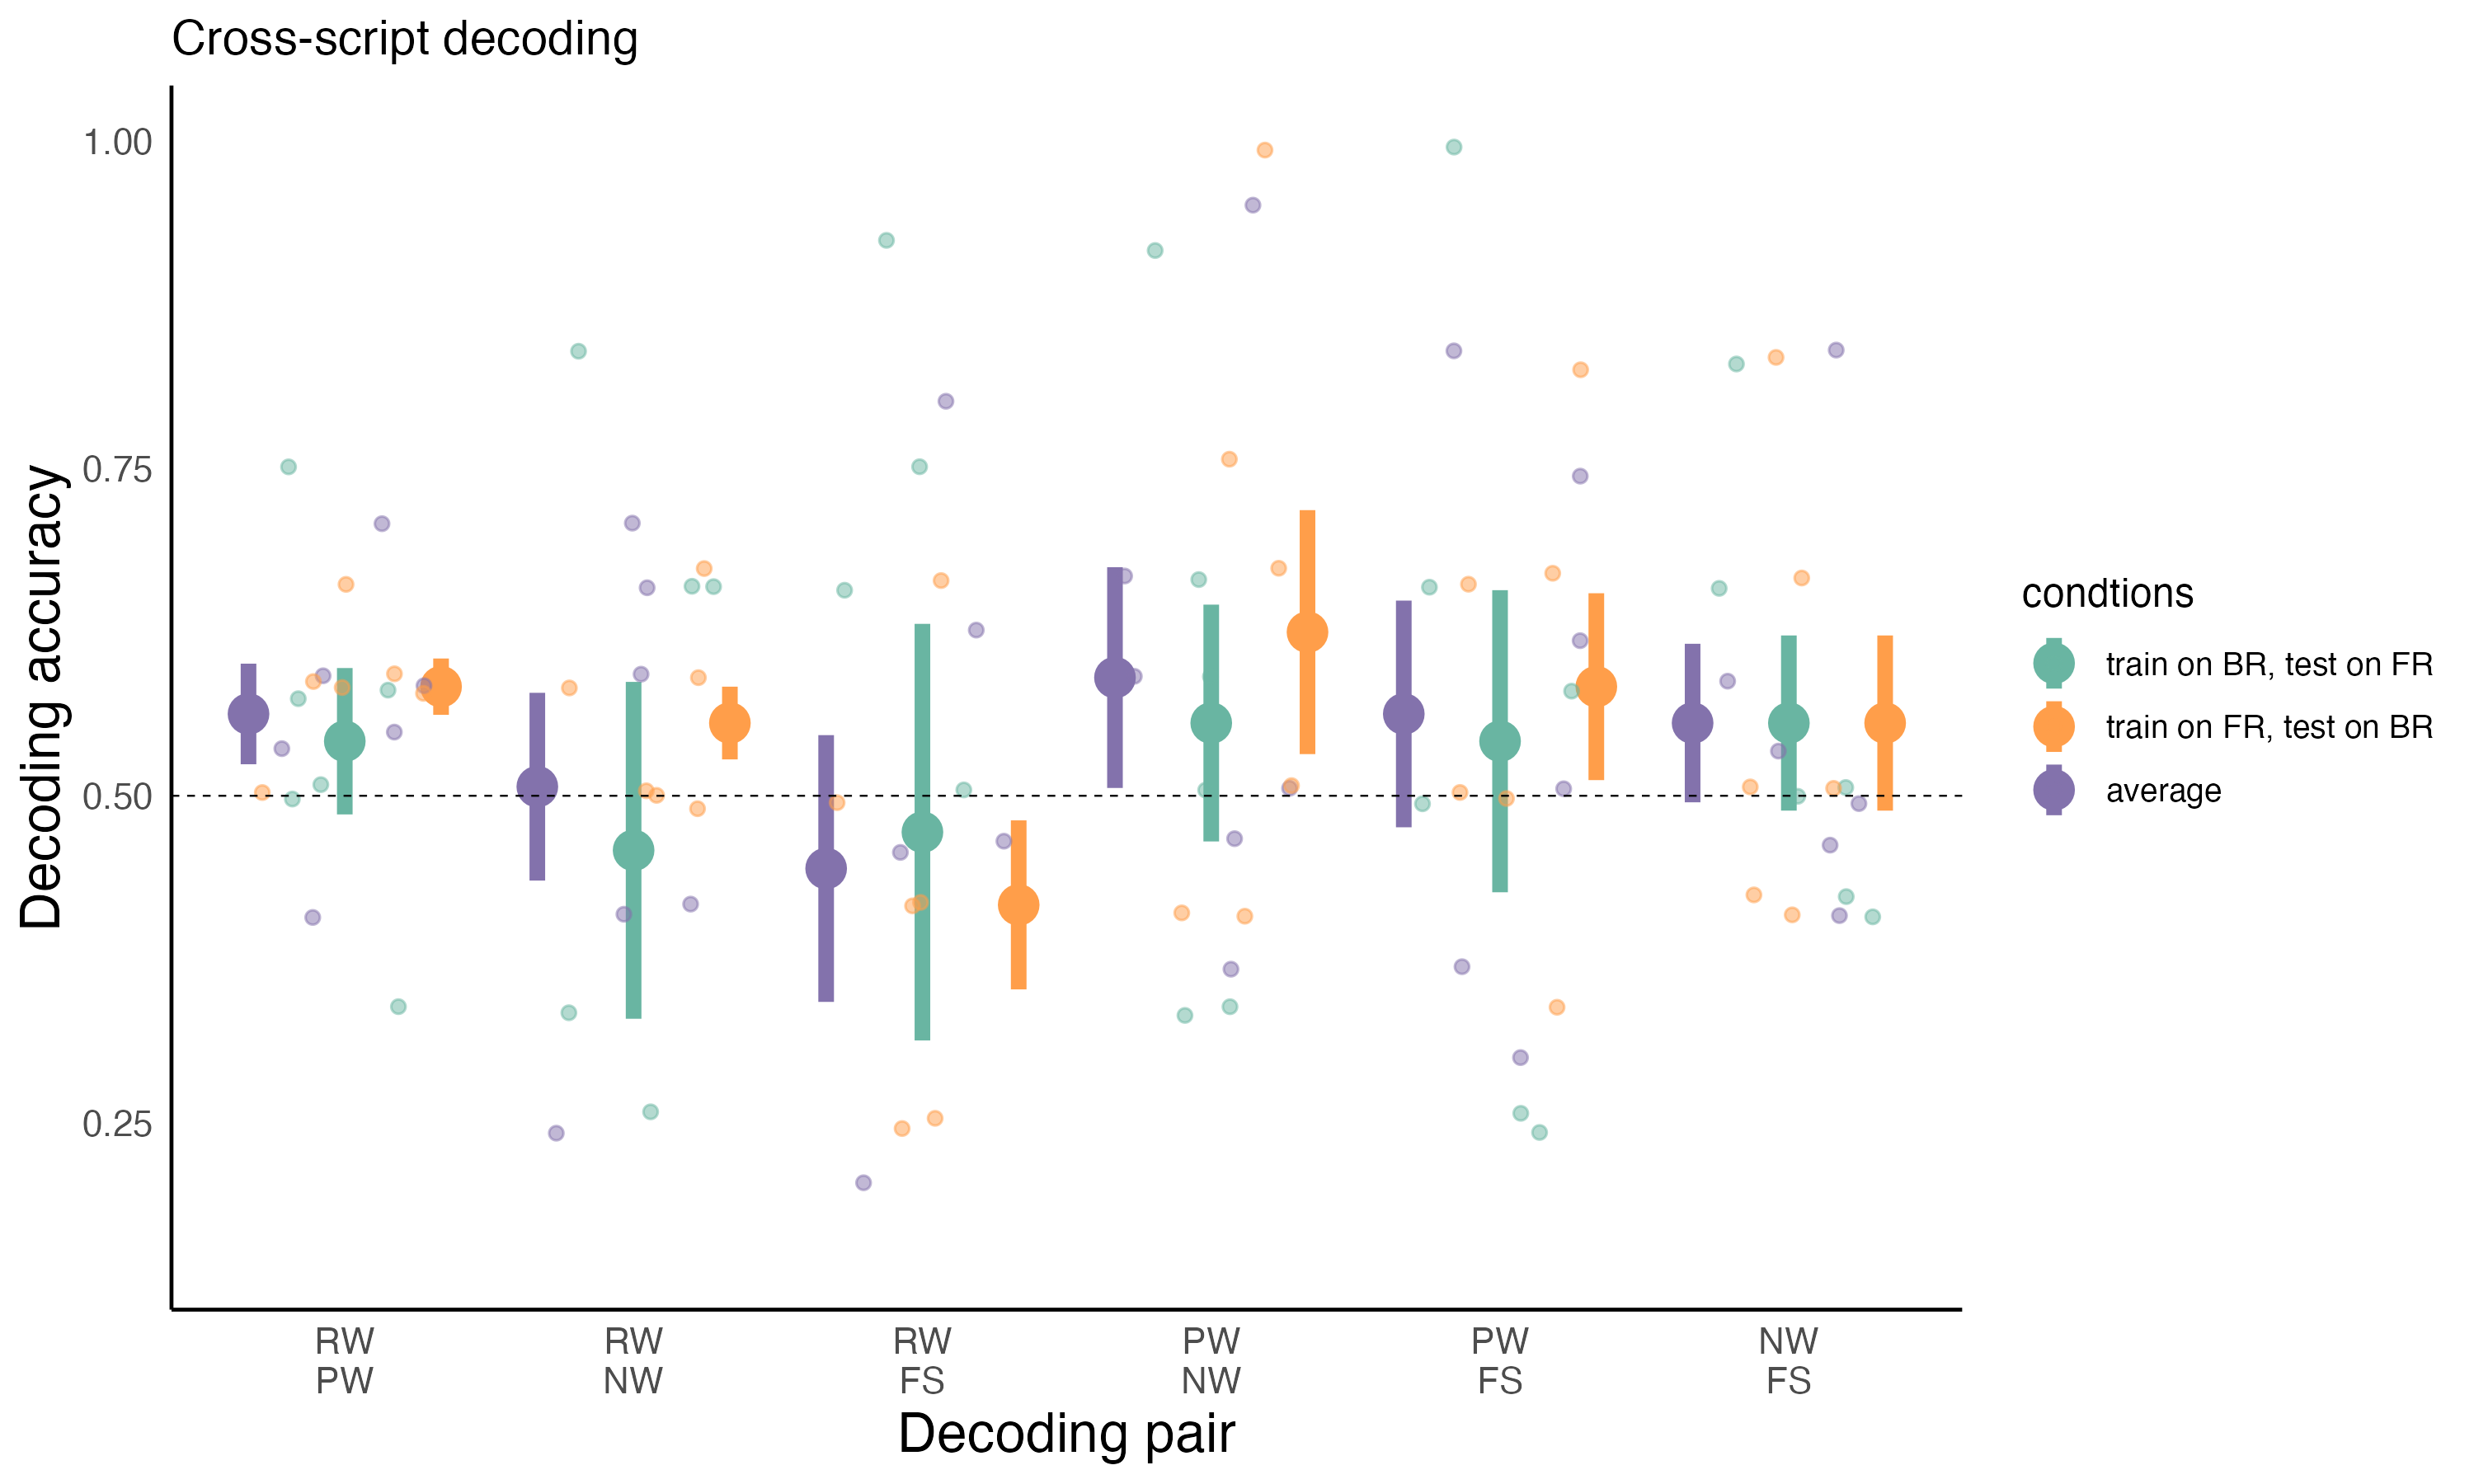 Cross-script decoding
Decoding accuracy
1.00
0.75
0.50
0.25
RW
PW
RW
NW
RW
FS
PW
NW
PW
FS
NW
FS
Decoding pair
condtions
train on BR, test on FR
train on FR, test on BR
average